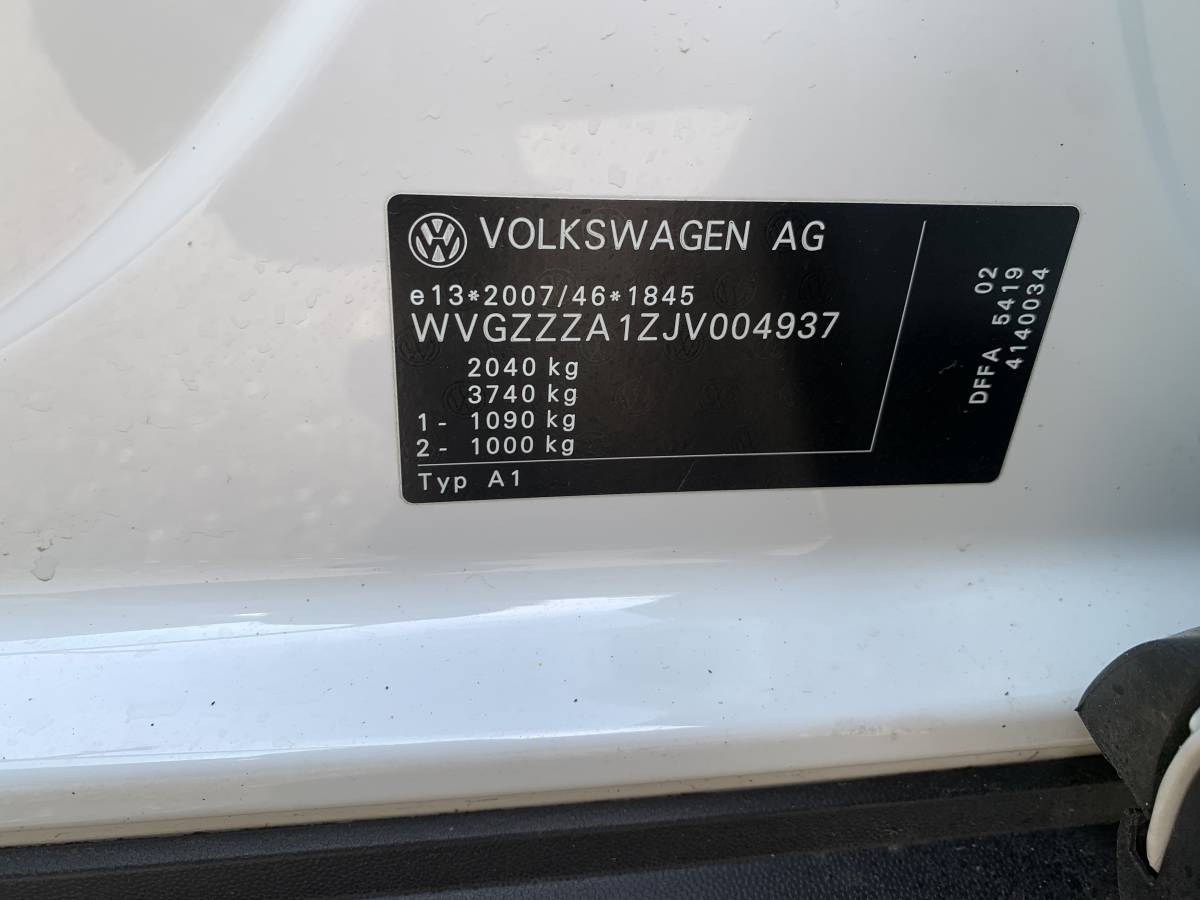 VOLKSWAGEN AG
e13*2007/46*1845
WVGZZZA1ZJV004937
2040 kg
3740 kg
1- 1090 kg
2- 1000 kg
Typ A1
02
DFFA 5419
4140034